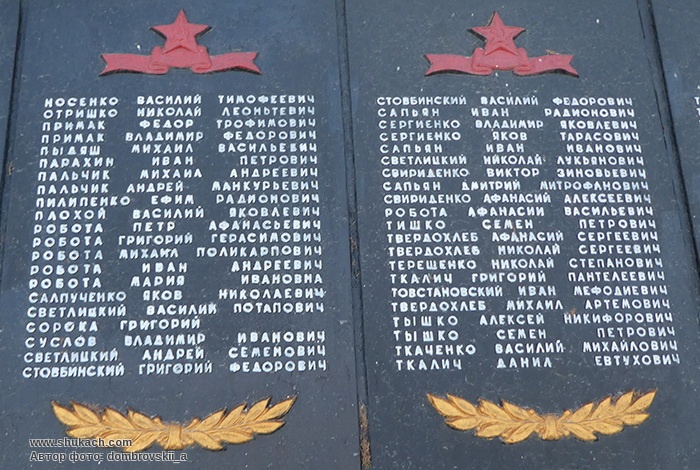 НОСЕНКО ВАСИЛИЙ ТИМОФЕЕВИЧ
ОТРИШКО НИКОЛАЙ ЛЕОНЬТЕВИЧ
ПРИМАК ФЕДОР ТРОФИМОВИЧ
ПРИМАК ВЛАДИМИР ФЕДОРОВИЧ
ПЫДЯШ МИХАИЛ ВАСИЛЬЕВИЧ
ПАРАХИН ИВАН ПЕТРОВИЧ
ПАЛЬЧИК МИХАИЛ АНДРЕЕВИЧ
ПАЛЬЧИК АНДРЕЙ МАНКУРЬЕВИЧ
ПИЛИПЕНКО ЕФИМ РАДИОНОВИЧ
ПЛОХОЙ ВАСИЛИЙ ЯКОВЛЕВИЧ
РОБОТА ПЕТР АФАНАСЬЕВИЧ
РОБОТА ГРИГОРИЙ ГЕРАСИМОВИЧ
РОБОТА МИХАИЛ ПОЛИКАРПОВИЧ
РОБОТА ИВАН АНДРЕЕВИЧ
РОБОТА МАРИЯ ИВАНОВНА
САЛПУЧЕНКО ЯКОВ НИКОЛАЕВИЧ
СВЕТЛИЦКИЙ ВАСИЛИЙ ПОТАПОВИЧ
СОРОКА ГРИГОРИЙ
СУСЛОВ ВЛАДИМИР ИВАНОВИЧ
СВЕТЛИЦКИЙ АНДРЕЙ СЕМЕНОВИЧ
СТОВБИНСКИЙ ГРИГОРИЙ ФЕДОРОВИЧ
СТОВБИНСКИЙ ВАСИЛИЙ ФЕДОРОВИЧ
САПЬЯН ИВАН РАДИОНОВИЧ
СЕРГИЕНКО ВЛАДИМИР ЯКОВЛЕВИЧ
СЕРГИЕНКО ЯКОВ ТАРАСОВИЧ
САПЬЯН ИВАН ИВАНОВИЧ
СВЕТЛИЦКИЙ НИКОЛАЙ ЛУКЬЯНОВИЧ
СВИРИДЕНКО ВИКТОР ЗИНОВЬЕВИЧ
САПЬЯН ДМИТРИЙ МИТРОФАНОВИЧ
СВИРИДЕНКО АФАНАСИЙ АЛЕКСЕЕВИЧ
РОБОТА АФАНАСИЙ ВАСИЛЬЕВИЧ
ТИШКО СЕМЕН ПЕТРОВИЧ
ТВЕРДОХЛЕБ АФАНАСИЙ СЕРГЕЕВИЧ
ТВЕРДОХЛЕБ НИКОЛАЙ СЕРГЕЕВИЧ
ТЕРЕЩЕНКО НИКОЛАЙ СТЕПАНОВИЧ
ТКАЛИЧ ГРИГОРИЙ ПАНТЕЛЕЕВИЧ
ТОВСТАНОВСКИЙ ИВАН МЕФОДИЕВИЧ
ТВЕРДОХЛЕБ МИХАИЛ АРТЕМОВИЧ
ТЫШКО АЛЕКСЕЙ НИКИФОРОВИЧ
ТЫШКО СЕМЕН ПЕТРОВИЧ
ТКАЧЕНКО ВАСИЛИЙ МИХАЙЛОВИЧ
ТКАЛИЧ ДАНИЛ ЕВТУХОВИЧ
www.shukach.com
Автор фото: dombrovskii_a